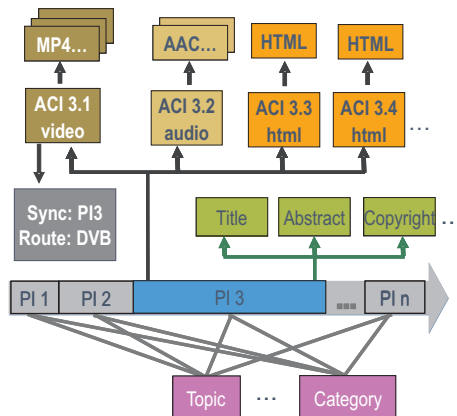 MP4... AAC... HTML HTML
ACI 3.1 ACI 3.2 ACI 3.3 ACI 3.4
video audio html html ...
Sync: PI3
Route: DVB
Title Abstract Copyright ...
PI 1 PI 2 PI 3 ... PI n
Topic ... Category